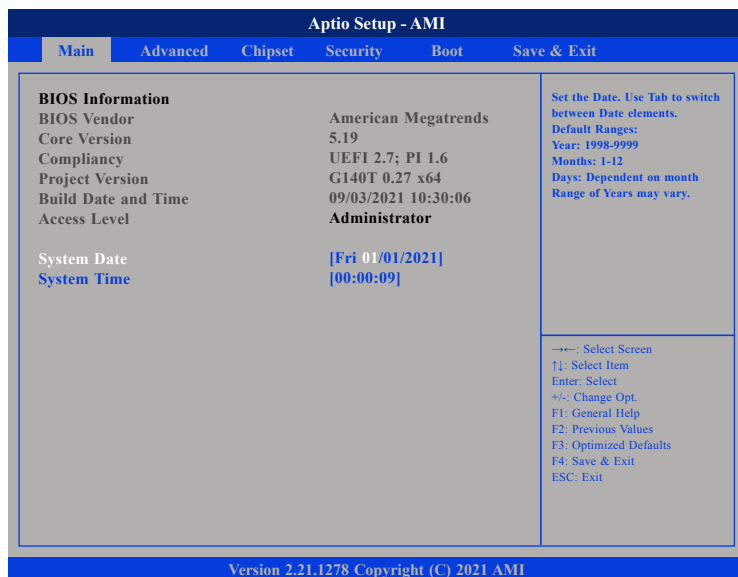 Aptio Setup - AMI
Main Advanced Chipset Security Boot Save & Exit
BIOS Information
BIOS Vendor American Megatrends
Core Version 5.19
Compliancy UEFI 2.7; PI 1.6
Project Version G140T 0.27 x64
Build Date and Time 09/03/2021 10:30:06
Access Level Administrator
System Date [Fri 01/01/2021]
System Time [00:00:09]
Set the Date. Use Tab to switch
between Date elements.
Default Ranges:
Year: 1998-9999
Months: 1-12
Days: Dependent on month
Range of Years may vary.
→←: Select Screen
↑↓: Select Item
Enter: Select
+/-: Change Opt.
F1: General Help
F2: Previous Values
F3: Optimized Defaults
F4: Save & Exit
ESC: Exit
Version 2.21.1278 Copyright (C) 2021 AMI